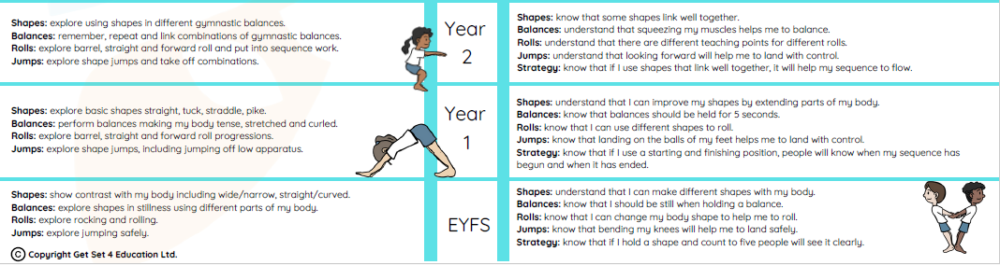 Shapes: explore using shapes in different gymnastic balances.
Balances: remember, repeat and link combinations of gymnastic balances.
Rolls: explore barrel, straight and forward roll and put into sequence work.
Jumps: explore shape jumps and take off combinations.
Year
2
Shapes: know that some shapes link well together.
Balances: understand that squeezing my muscles helps me to balance.
Rolls: understand that there are different teaching points for different rolls.
Jumps: understand that looking forward will help me to land with control.
Strategy: know that if I use shapes that link well together, it will help my sequence to flow.
Shapes: explore basic shapes straight, tuck, straddle, pike.
Balances: perform balances making my body tense, stretched and curled.
Rolls: explore barrel, straight and forward roll progressions.
Jumps: explore shape jumps, including jumping off low apparatus.
Year
1
Shapes: understand that I can improve my shapes by extending parts of my body.
Balances: know that balances should be held for 5 seconds.
Rolls: know that I can use different shapes to roll.
Jumps: know that landing on the balls of my feet helps me to land with control.
Strategy: know that if I use a starting and finishing position, people will know when my sequence has
begun and when it has ended.
Shapes: show contrast with my body including wide/narrow, straight/curved.
Balances: explore shapes in stillness using different parts of my body.
Rolls: explore rocking and rolling.
Jumps: explore jumping safely.
© Copyright Get Set 4 Education Ltd.
EYFS
Shapes: understand that I can make different shapes with my body.
Balances: know that I should be still when holding a balance.
Rolls: know that I can change my body shape to help me to roll.
Jumps: know that bending my knees will help me to land safely.
Strategy: know that if I hold a shape and count to five people will see it clearly.